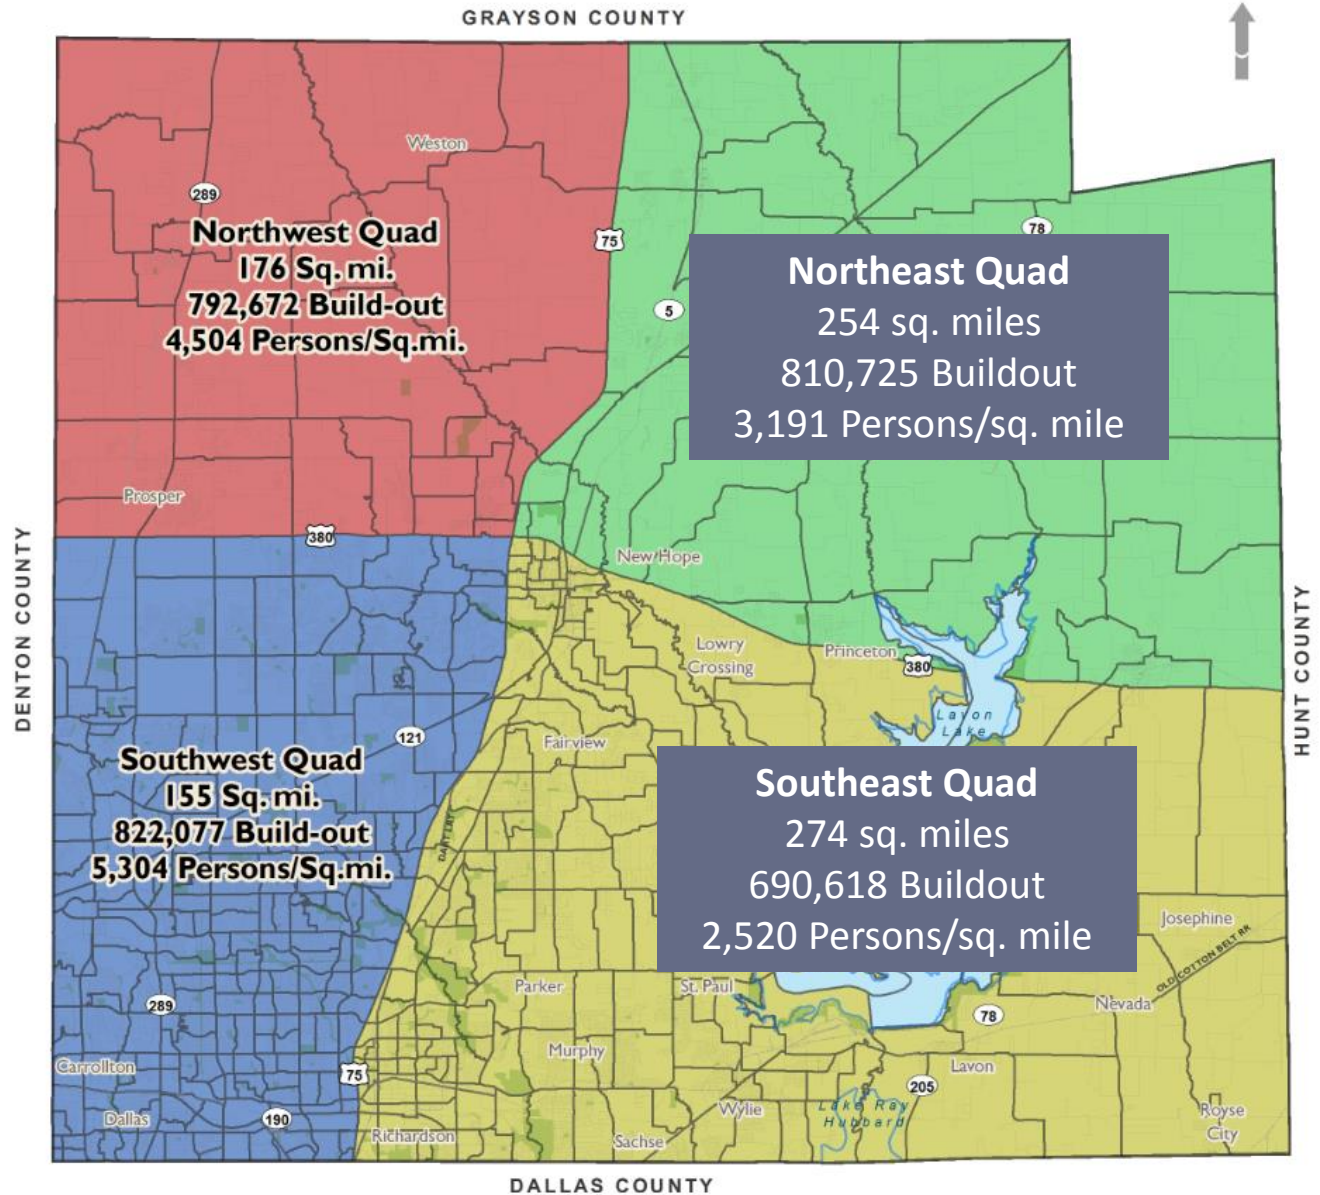 GRAYSON COUNTY
Weston
289
Northwest Quad
176 Sq. mi.
792,672 Build-out
4,504 Persons/Sq.mi.
75
78
5
Northeast Quad
254 sq. miles
810,725 Buildout
3,191 Persons/sq. mile
Prosper
380
DENTON COUNTY
New Hope
Lowry
Crossing
Princeton
380
HUNT COUNTY
Lavon
Lake
121
Fairview
Southwest Quad
155 Sq. mi.
822,077 Build-out
5,304 Persons/Sq.mi.
Southeast Quad
274 sq. miles
690,618 Buildout
2,520 Persons/sq. mile
DART LRT
Josephine
OLD COTTON BELT RR
Parker
St. Paul
Nevada
289
78
Murphy
Carrollton
75
Lavon
205
Dallas
190
Wylie
Lake Ray
Hubbard
Royse
City
Richardson
Sachse
DALLAS COUNTY